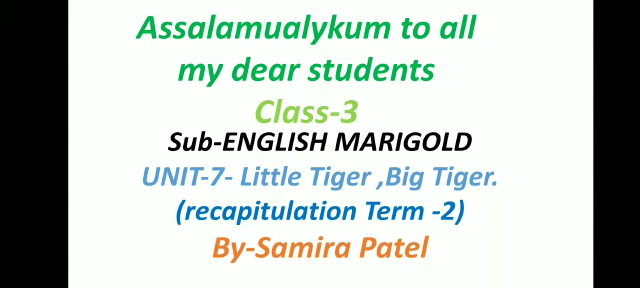 Assalamualykum to all
my dear students
Class-3
Sub-ENGLISH MARIGOLD
UNIT-7- Little Tiger ,Big Tiger.
(recapitulation Term -2)
By-Samira Patel